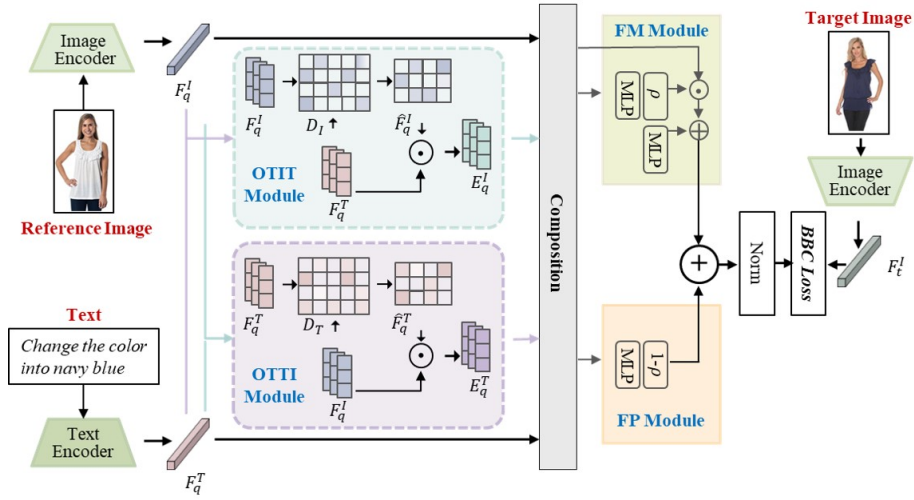 Image
Encoder
F_q^I
Reference Image
Text
Change the color
into navy blue
Text
Encoder
F_q^T
F_q^I
D_I
F̂_q^I
OTIT
Module
F_q^T
E_q^I
F_q^T
D_T
F̂_q^T
OTTI
Module
F_q^I
E_q^T
Composition
FM Module
MLP
ρ
MLP
MLP
1-ρ
FP Module
Norm
BBC Loss
Target Image
Image
Encoder
F_t^I